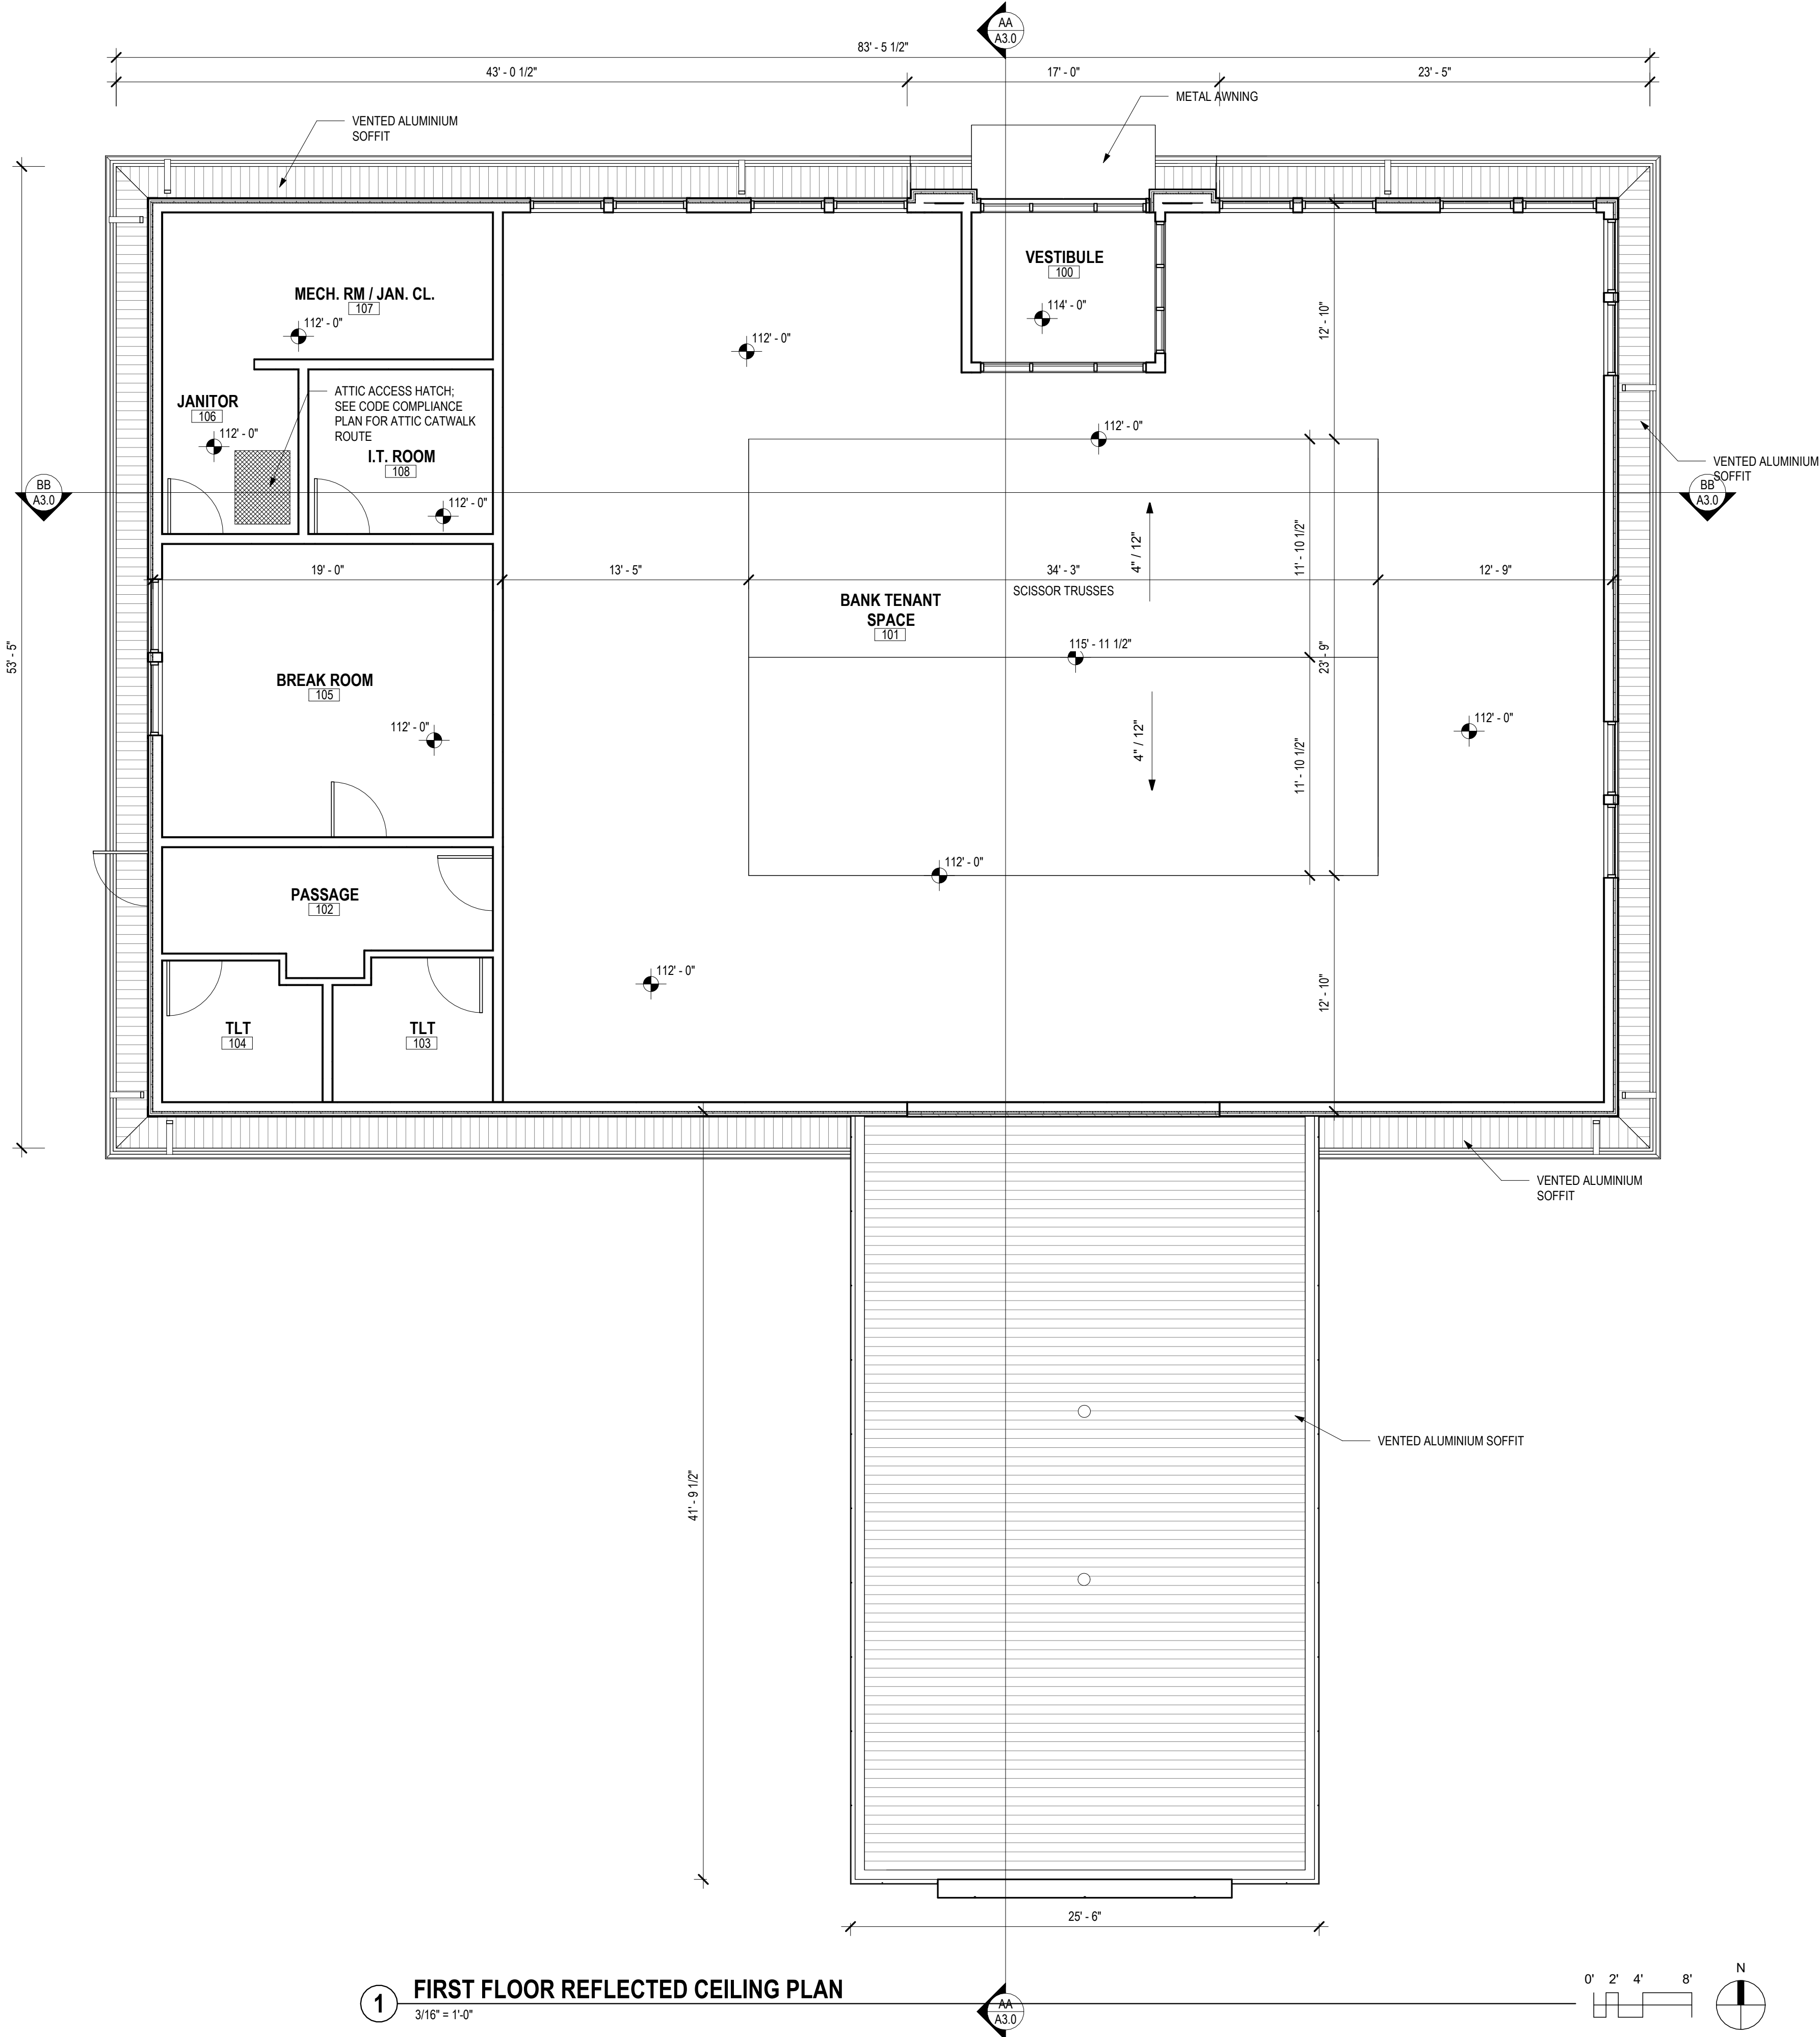 AA
A3.0
83' - 5 1/2"
43' - 0 1/2"
17' - 0"
23' - 5"
METAL AWNING
VENTED ALUMINIUM
SOFFIT
VESTIBULE
100
114' - 0"
MECH. RM / JAN. CL.
107
112' - 0"
112' - 0"
12' - 10"
ATTIC ACCESS HATCH;
SEE CODE COMPLIANCE
PLAN FOR ATTIC CATWALK
ROUTE
JANITOR
106
112' - 0"
I.T. ROOM
108
112' - 0"
112' - 0"
VENTED ALUMINIUM
SOFFIT
BB
A3.0
BB
A3.0
4" / 12"
11' - 10 1/2"
19' - 0"
13' - 5"
34' - 3"
12' - 9"
SCISSOR TRUSSES
BANK TENANT
SPACE
101
53' - 5"
115' - 11 1/2"
23' - 9"
BREAK ROOM
105
112' - 0"
4" / 12"
11' - 10 1/2"
112' - 0"
112' - 0"
PASSAGE
102
112' - 0"
12' - 10"
TLT
104
TLT
103
VENTED ALUMINIUM
SOFFIT
VENTED ALUMINIUM SOFFIT
41' - 9 1/2"
25' - 6"
1
FIRST FLOOR REFLECTED CEILING PLAN
3/16" = 1'-0"
AA
A3.0
0' 2' 4' 8'
N